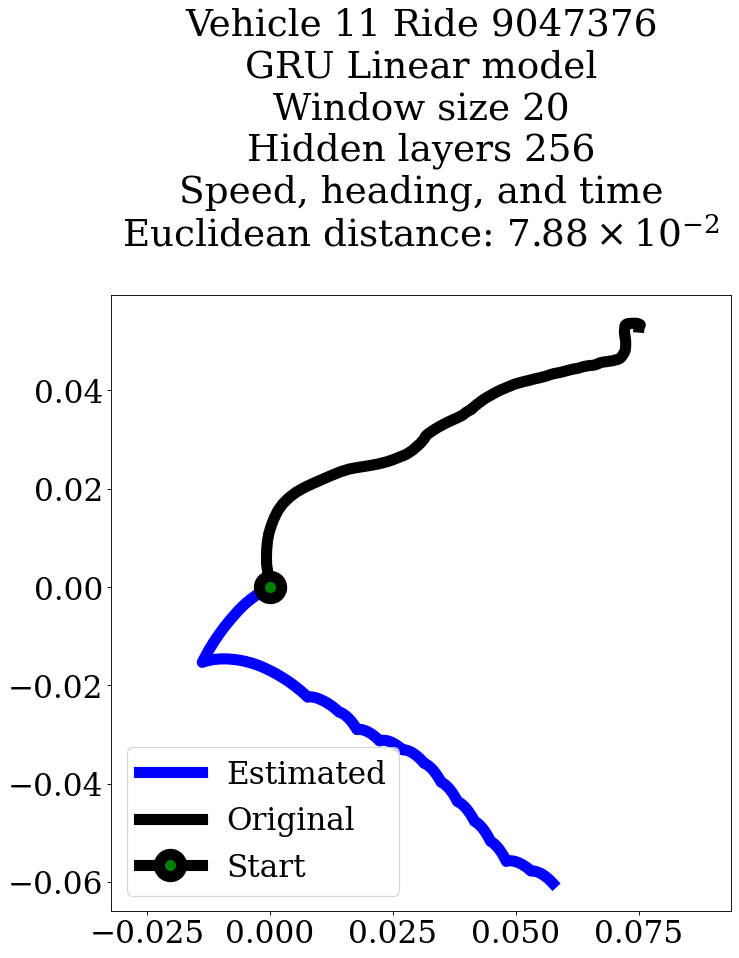 Vehicle 11 Ride 9047376
GRU Linear model
Window size 20
Hidden layers 256
Speed, heading, and time
Euclidean distance: 7.88 × 10⁻²
0.04
0.02
0.00
−0.02
−0.04
−0.06
Estimated
Original
Start
−0.025 0.000 0.025 0.050 0.075